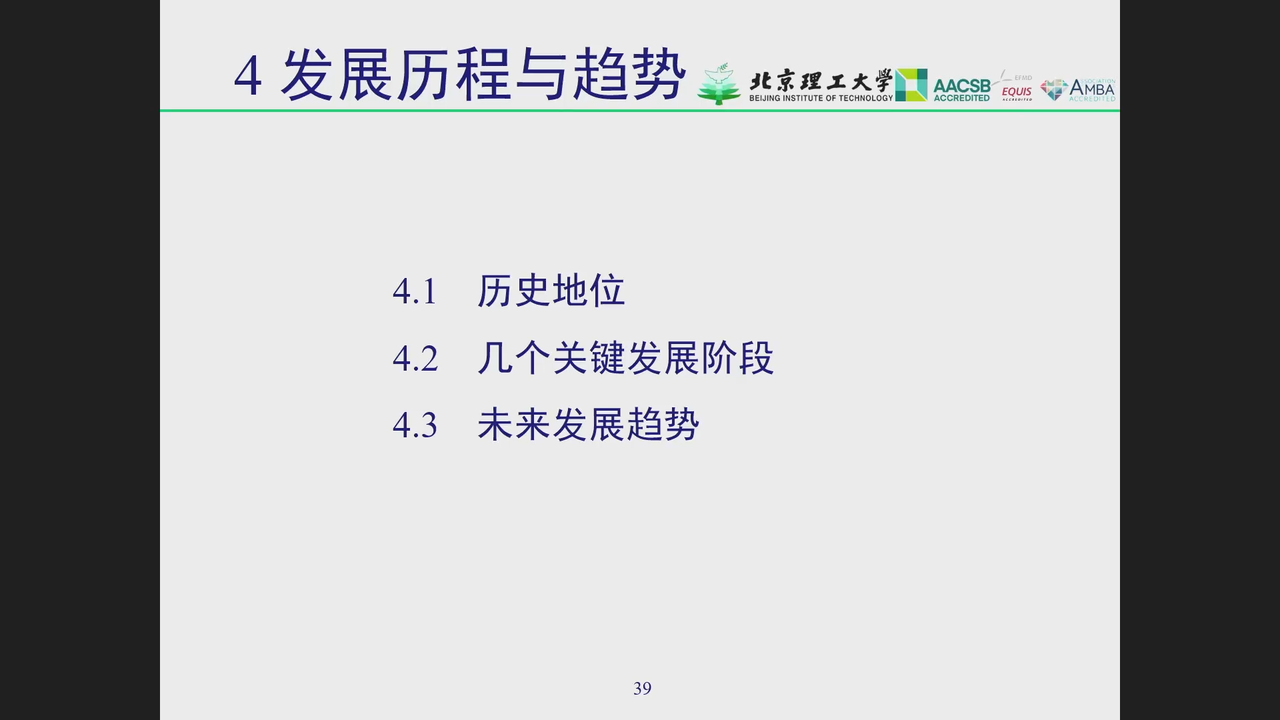 4 发展历程与趋势
北京理工大学
BEIJING INSTITUTE OF TECHNOLOGY
AACSB
ACCREDITED
EFMD
EQUIS
ACCREDITED
ASSOCIATION
AMBA
ACCREDITED
4.1 历史地位
4.2 几个关键发展阶段
4.3 未来发展趋势
39